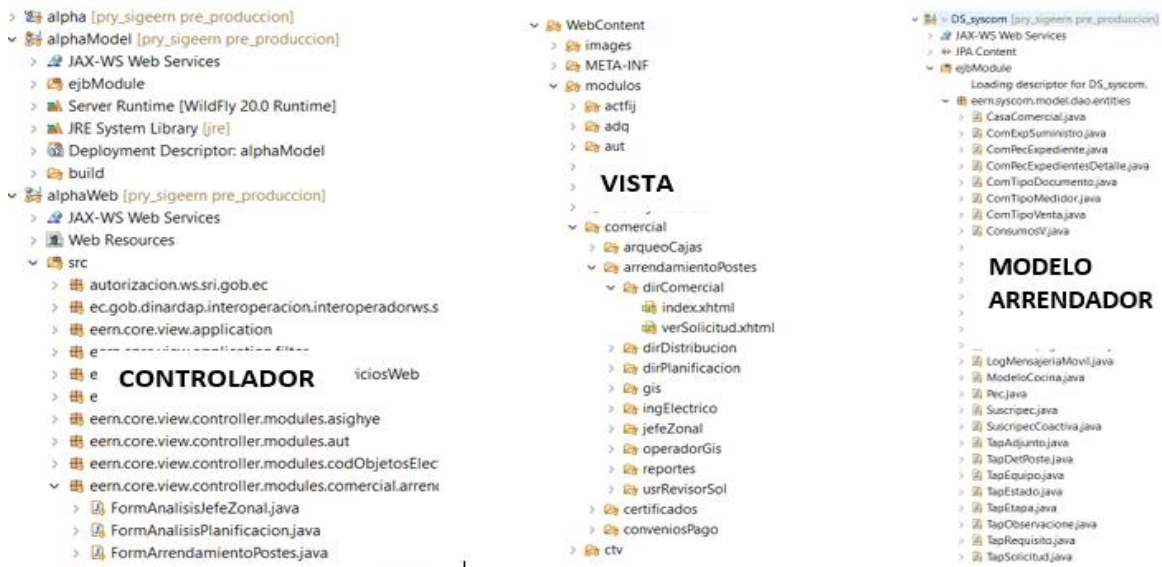 alpha [pry_sigeern pre_produccion]
alphaModel [pry_sigeern pre_produccion]
JAX-WS Web Services
ejbModule
Server Runtime [WildFly 20.0 Runtime]
JRE System Library [jre]
Deployment Descriptor: alphaModel
build
alphaWeb [pry_sigeern pre_produccion]
JAX-WS Web Services
Web Resources
src
autorizacion.ws.sri.gob.ec
ec.gob.dinardap.interoperacion.interoperadorws.s
eern.core.view.application
e
e CONTROLADOR iciosWeb
e
eern.core.view.controller.modules.asighye
eern.core.view.controller.modules.aut
eern.core.view.controller.modules.codObjetosElec
eern.core.view.controller.modules.comercial.arren
FormAnalisisJefeZonal.java
FormAnalisisPlanificacion.java
FormArrendamientoPostes.java
WebContent
images
META-INF
modulos
actfij
adq
aut
VISTA
comercial
arqueoCajas
arrendamientoPostes
dirComercial
index.xhtml
verSolicitud.xhtml
dirDistribucion
dirPlanificacion
gis
ingElectrico
jefeZonal
operadorGis
reportes
usrRevisorSol
certificados
conveniosPago
ctv
DS_syscom [pry_sigeern pre_produccion]
JAX-WS Web Services
JPA Content
ejbModule
Loading descriptor for DS_syscom.
eern.syscom.model.dao.entities
CasaComercial.java
ComExpSuministro.java
ComPecExpediente.java
ComPecExpedientesDetalle.java
ComTipoDocumento.java
ComTipoMedidor.java
ComTipoVenta.java
ConsumosV.java
MODELO
ARRENDADOR
LogMensajeriaMovil.java
ModeloCocina.java
Pec.java
Suscripec.java
SuscripecCoactiva.java
TapAdjunto.java
TapDetPoste.java
TapEquipo.java
TapEstado.java
TapEtapa.java
TapObservacione.java
TapRequisito.java
TapSolicitud.java